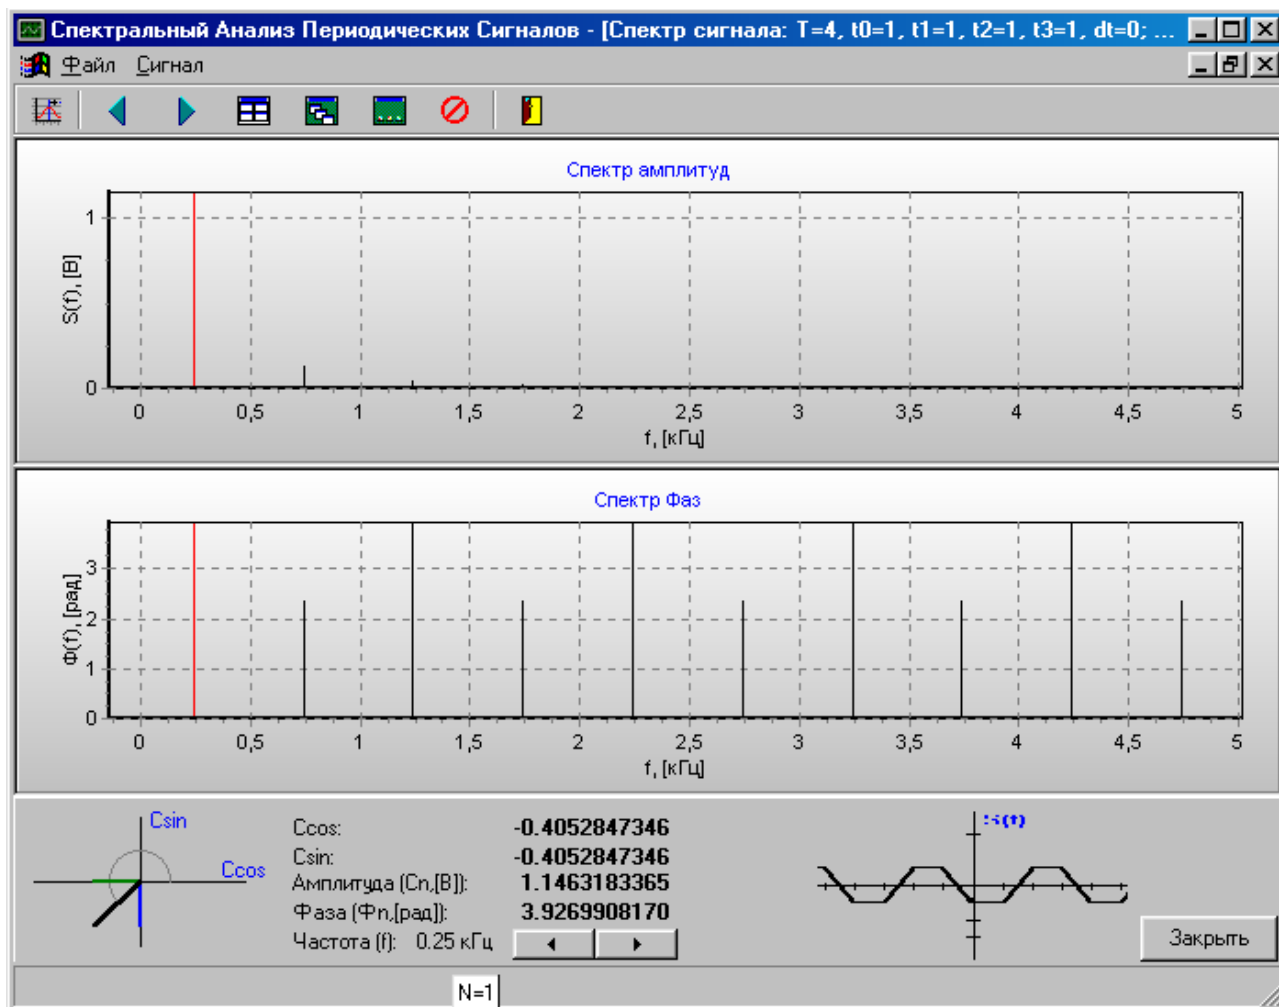 Спектральный Анализ Периодических Сигналов - [Спектр сигнала: T=4, t0=1, t1=1, t2=1, t3=1, dt=0; ...
Файл Сигнал
Спектр амплитуд
S(f), [В]
1
0
0 0,5 1 1,5 2 2,5 3 3,5 4 4,5 5
f, [кГц]
Спектр Фаз
Ф(f), [рад]
3
2
1
0
0 0,5 1 1,5 2 2,5 3 3,5 4 4,5 5
f, [кГц]
Csin
Ccos
Ccos: -0.4052847346
Csin: -0.4052847346
Амплитуда (Cn,[В]): 1.1463183365
Фаза (Фn,[рад]): 3.9269908170
Частота (f): 0.25 кГц
S(t)
Закрыть
N=1